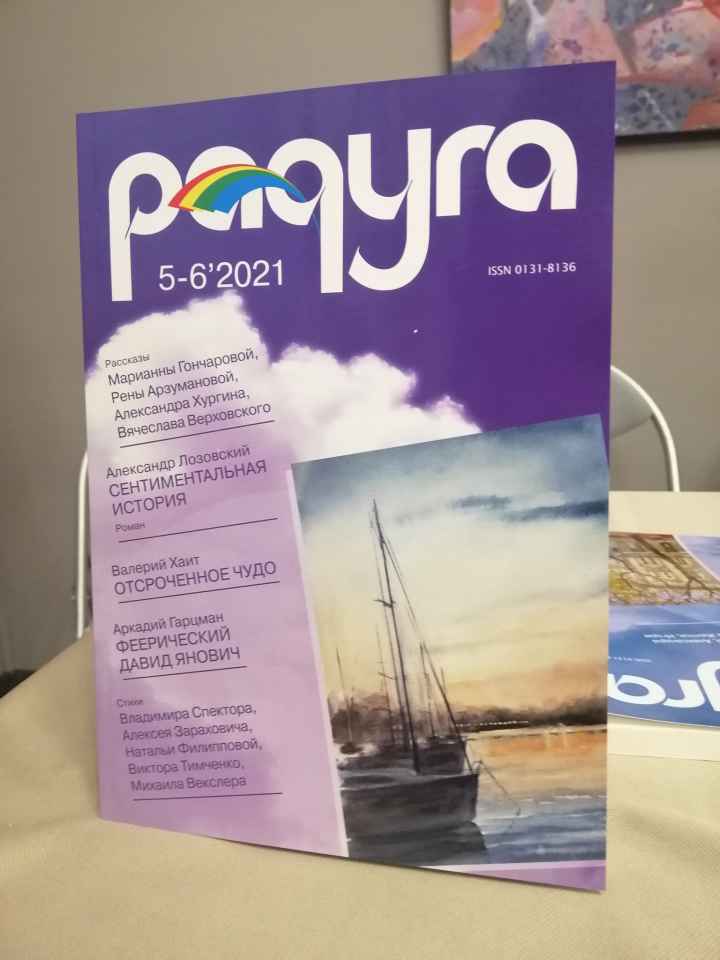 радуга
5-6'2021
ISSN 0131-8136
Рассказы
Марианны Гончаровой,
Рены Арзумановой,
Александра Хургина,
Вячеслава Верховского
Александр Лозовский
СЕНТИМЕНТАЛЬНАЯ
ИСТОРИЯ
Роман
Валерий Хаит
ОТСРОЧЕННОЕ ЧУДО
Аркадий Гарцман
ФЕЕРИЧЕСКИЙ
ДАВИД ЯНОВИЧ
Стихи
Владимира Спектора,
Алексея Зараховича,
Натальи Филипповой,
Виктора Тимченко,
Михаила Векслера